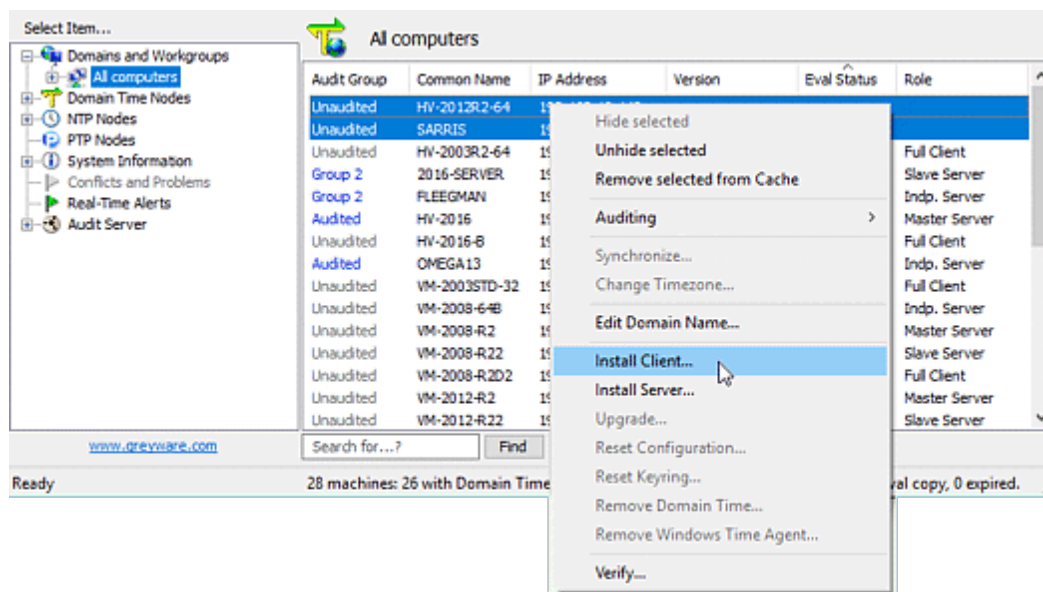 Select Item...
Domains and Workgroups
All computers
Domain Time Nodes
NTP Nodes
PTP Nodes
System Information
Conflicts and Problems
Real-Time Alerts
Audit Server
www.greyware.com
Ready
All computers
Audit Group Common Name IP Address Version Eval Status Role
Unaudited HV-2012R2-64
Unaudited SARRIS
Unaudited HV-2003R2-64 Full Client
Group 2 2016-SERVER Slave Server
Group 2 FLEEGMAN Indp. Server
Audited HV-2016 Master Server
Unaudited HV-2016-B Full Client
Audited OMEGA13 Indp. Server
Unaudited VM-2003STD-32 Full Client
Unaudited VM-2008-64B Indp. Server
Unaudited VM-2008-R2 Master Server
Unaudited VM-2008-R22 Slave Server
Unaudited VM-2008-R2D2 Full Client
Unaudited VM-2012-R2 Master Server
Unaudited VM-2012-R22 Slave Server
Search for...? Find
28 machines: 26 with Domain Time
al copy, 0 expired.
Hide selected
Unhide selected
Remove selected from Cache
Auditing
Synchronize...
Change Timezone...
Edit Domain Name...
Install Client...
Install Server...
Upgrade...
Reset Configuration...
Reset Keyring...
Remove Domain Time...
Remove Windows Time Agent...
Verify...